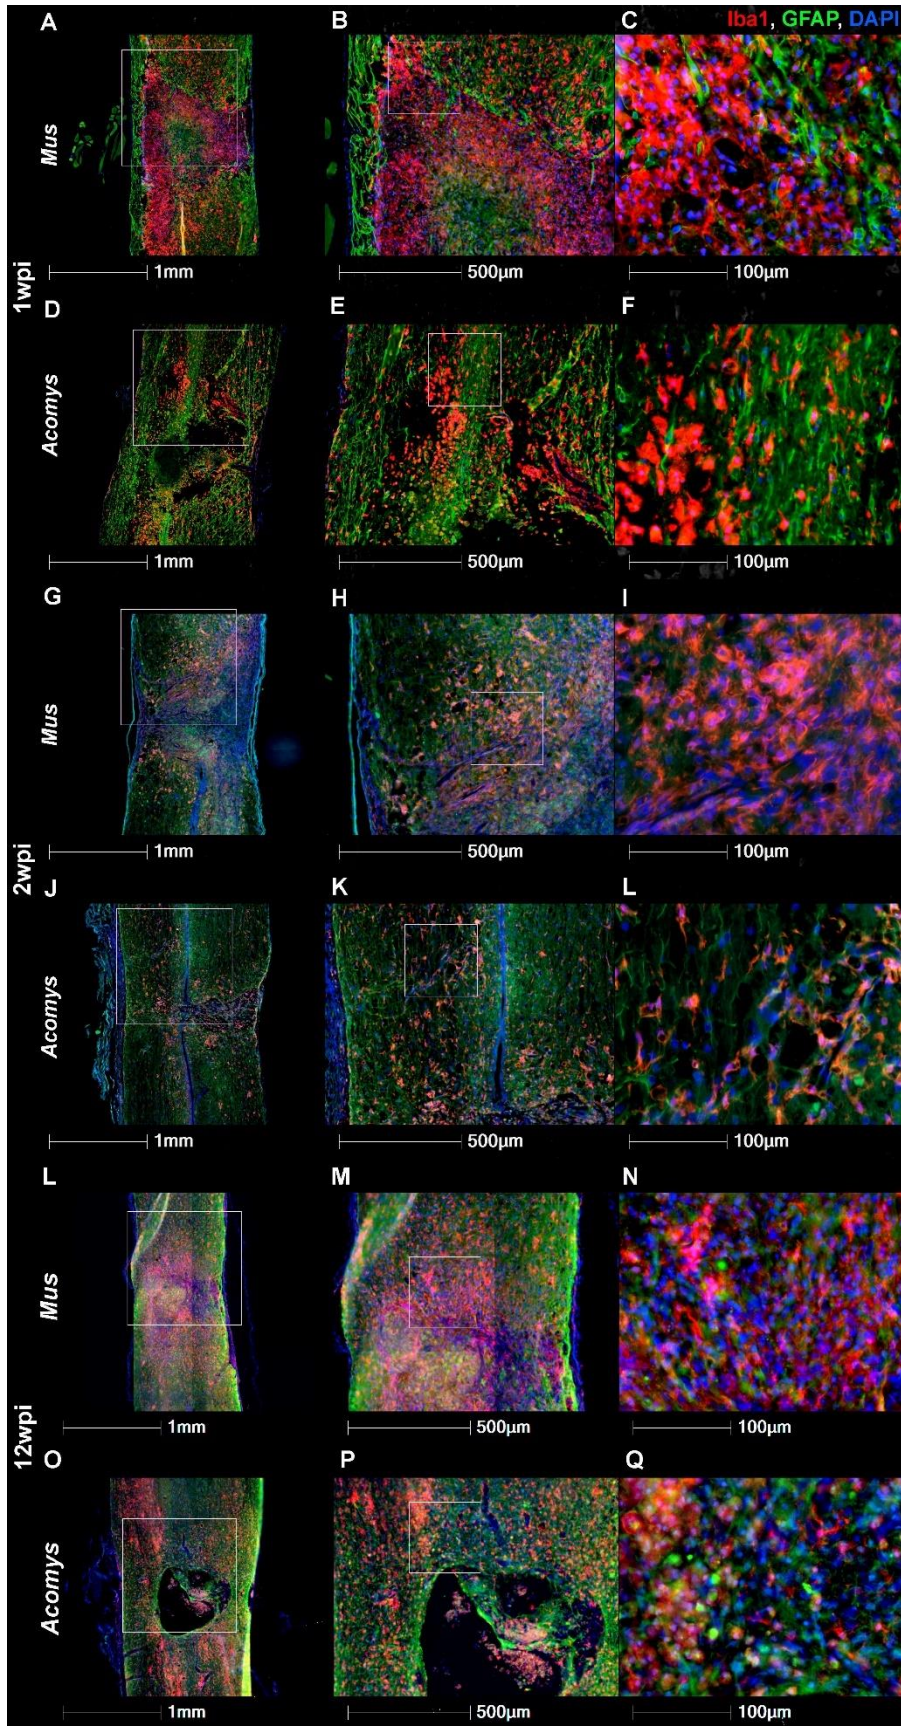 A B C Iba1, GFAP, DAPI
Mus
1mm 500µm 100µm
1wpi
D E F
Acomys
1mm 500µm 100µm
G H I
Mus
1mm 500µm 100µm
2wpi
J K L
Acomys
1mm 500µm 100µm
L M N
Mus
1mm 500µm 100µm
12wpi
O P Q
Acomys
1mm 500µm 100µm